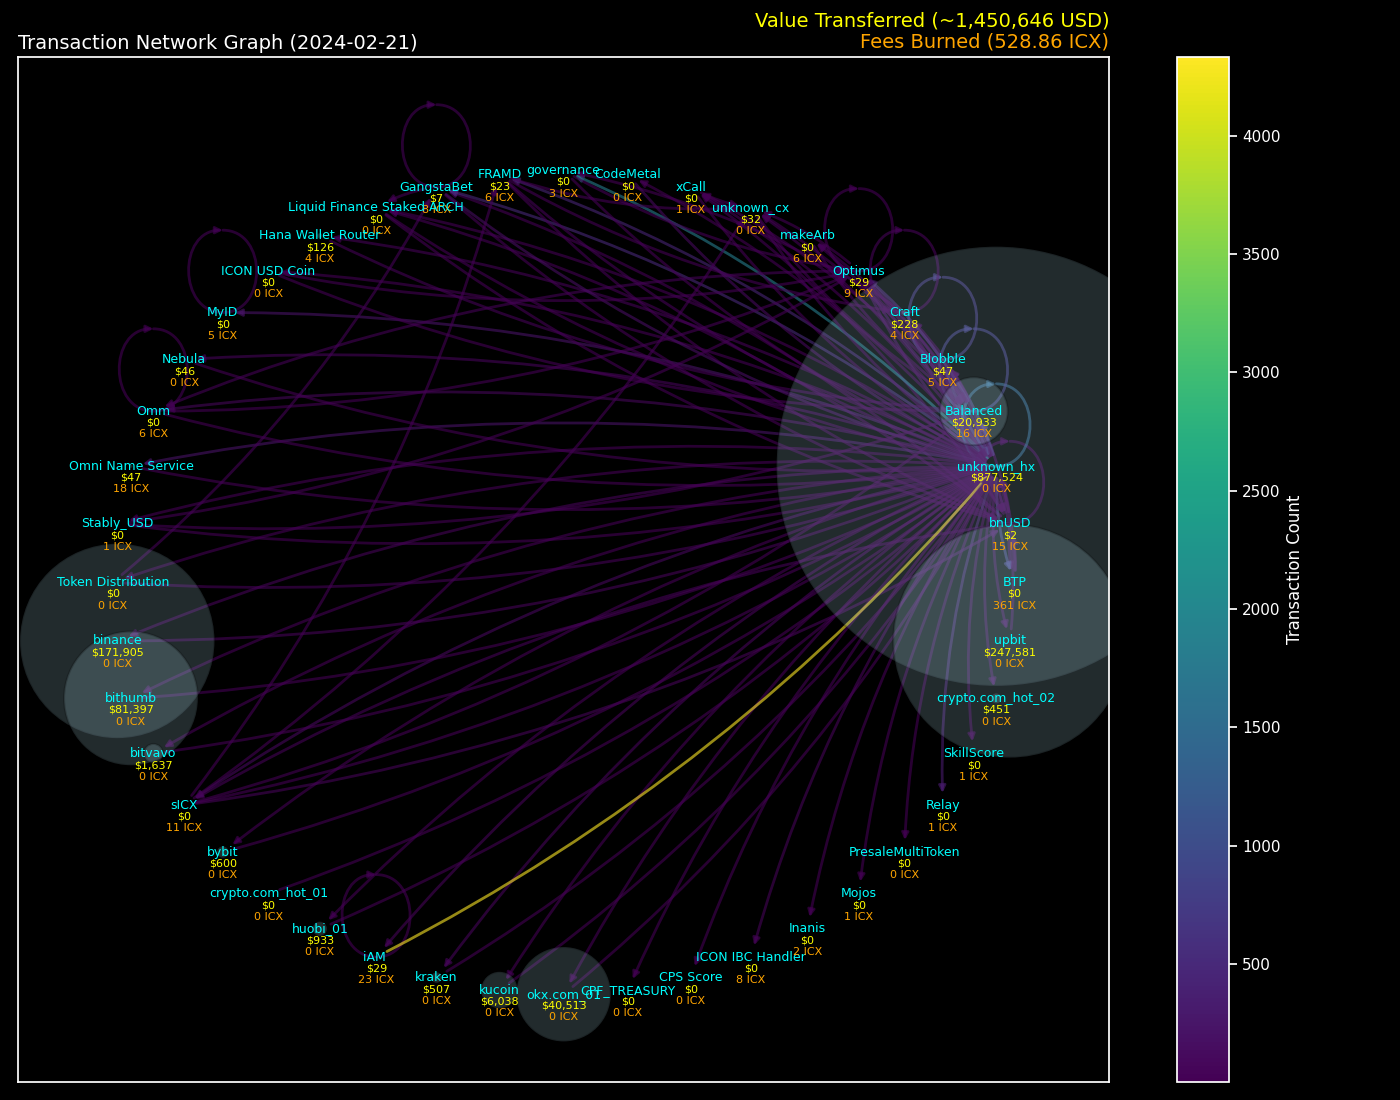 Value Transferred (~1,450,646 USD)
Transaction Network Graph (2024-02-21)
Fees Burned (528.86 ICX)
governance
$0
3 ICX
FRAMD
$23
6 ICX
CodeMetal
$0
0 ICX
GangstaBet
$7
xCall
$0
1 ICX
Liquid Finance Staked ARCH
$0
0 ICX
unknown_cx
$32
0 ICX
Hana Wallet Router
$126
4 ICX
makeArb
$0
6 ICX
ICON USD Coin
$0
0 ICX
Optimus
$29
9 ICX
MyID
$0
5 ICX
Craft
$228
4 ICX
Nebula
$46
0 ICX
Blobble
$47
5 ICX
Omm
$0
6 ICX
Balanced
$20,933
16 ICX
Omni Name Service
$47
18 ICX
unknown_hx
$877,524
0 ICX
Stably_USD
$0
1 ICX
bnUSD
$2
15 ICX
Token Distribution
$0
0 ICX
BTP
$0
361 ICX
binance
$171,905
0 ICX
upbit
$247,581
0 ICX
bithumb
$81,397
0 ICX
crypto.com_hot_02
$451
0 ICX
bitvavo
$1,637
0 ICX
SkillScore
$0
1 ICX
sICX
$0
11 ICX
Relay
$0
1 ICX
bybit
$600
0 ICX
PresaleMultiToken
$0
0 ICX
crypto.com_hot_01
$0
0 ICX
Mojos
$0
1 ICX
huobi_01
$933
0 ICX
Inanis
$0
2 ICX
iAM
$29
23 ICX
ICON IBC Handler
$0
8 ICX
kraken
$507
0 ICX
CPS Score
$0
0 ICX
kucoin
$6,038
0 ICX
okx.com_01
$40,513
0 ICX
CPF_TREASURY
$0
0 ICX
4000
3500
3000
2500
2000
1500
1000
500
Transaction Count